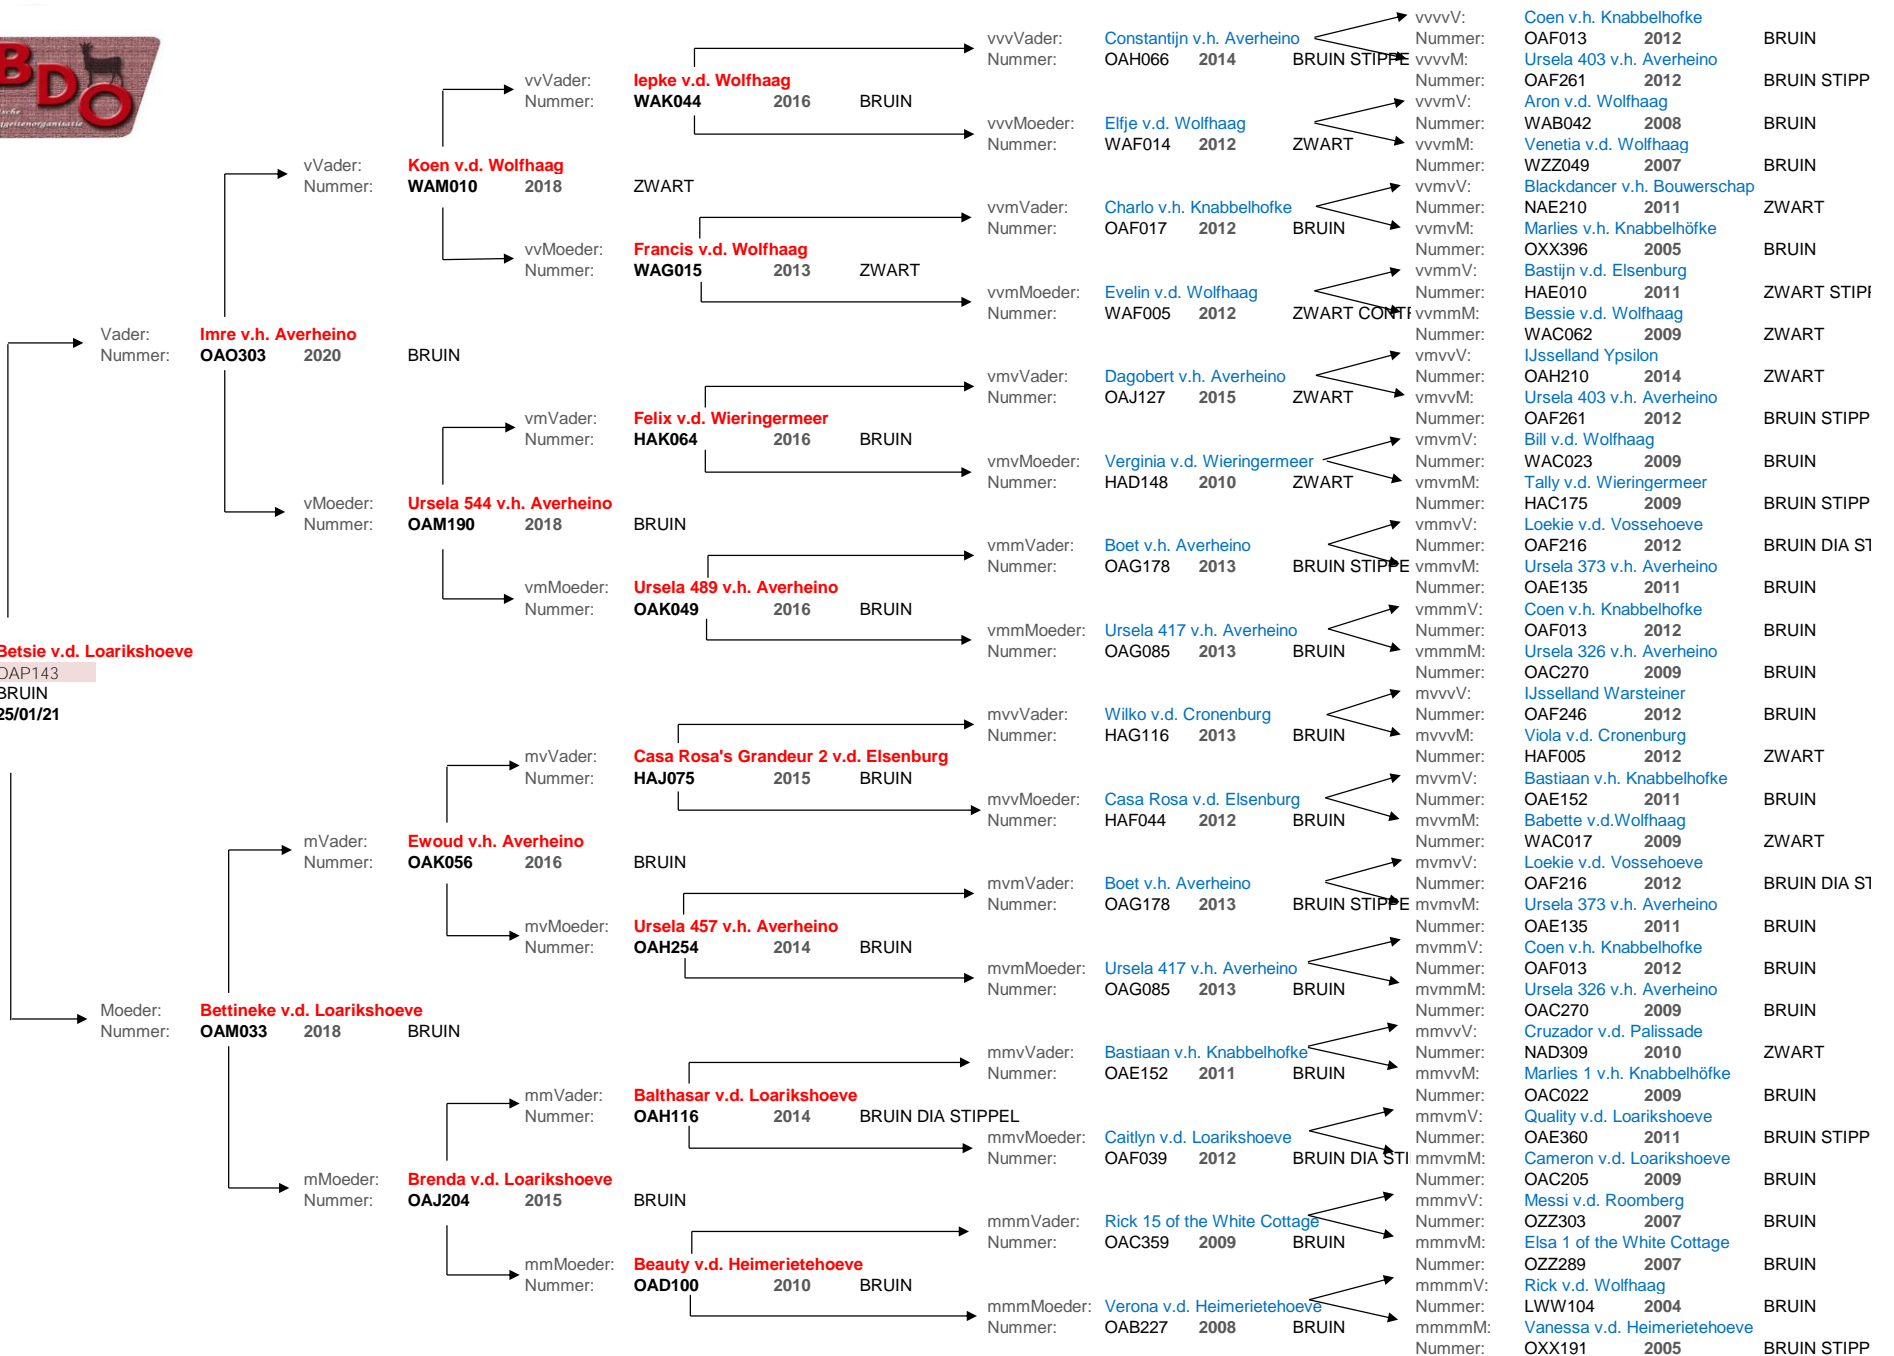 BDO
vvvvV: Coen v.h. Knabbelhofke
vvvVader: Constantijn v.h. Averheino Nummer: OAF013 2012 BRUIN
Nummer: OAH066 2014 BRUIN STIPPE vvvvM: Ursela 403 v.h. Averheino
vvVader: Iepke v.d. Wolfhaag Nummer: OAF261 2012 BRUIN STIPP
Nummer: WAK044 2016 BRUIN vvvmV: Aron v.d. Wolfhaag
vvvMoeder: Elfje v.d. Wolfhaag Nummer: WAB042 2008 BRUIN
Nummer: WAF014 2012 ZWART vvvmM: Venetia v.d. Wolfhaag
vVader: Koen v.d. Wolfhaag Nummer: WZZ049 2007 BRUIN
Nummer: WAM010 2018 ZWART vvmvV: Blackdancer v.h. Bouwerschap
vvmVader: Charlo v.h. Knabbelhofke Nummer: NAE210 2011 ZWART
Nummer: OAF017 2012 BRUIN vvmvM: Marlies v.h. Knabbelhöfke
vvMoeder: Francis v.d. Wolfhaag Nummer: OXX396 2005 BRUIN
Nummer: WAG015 2013 ZWART vvmmV: Bastijn v.d. Elsenburg
vvmMoeder: Evelin v.d. Wolfhaag Nummer: HAE010 2011 ZWART STIP
Nummer: WAF005 2012 ZWART CONT vvmmM: Bessie v.d. Wolfhaag
Vader: Imre v.h. Averheino Nummer: WAC062 2009 ZWART
Nummer: OAO303 2020 BRUIN vmvvV: IJsselland Ypsilon
vmvVader: Dagobert v.h. Averheino Nummer: OAH210 2014 ZWART
Nummer: OAJ127 2015 ZWART vmvvM: Ursela 403 v.h. Averheino
vmVader: Felix v.d. Wieringermeer Nummer: OAF261 2012 BRUIN STIPP
Nummer: HAK064 2016 BRUIN vmvmV: Bill v.d. Wolfhaag
vmvMoeder: Verginia v.d. Wieringermeer Nummer: WAC023 2009 BRUIN
Nummer: HAD148 2010 ZWART vmvmM: Tally v.d. Wieringermeer
vMoeder: Ursela 544 v.h. Averheino Nummer: HAC175 2009 BRUIN STIPP
Nummer: OAM190 2018 BRUIN vmmvV: Loekie v.d. Vossehoeve
vmmVader: Boet v.h. Averheino Nummer: OAF216 2012 BRUIN DIA ST
Nummer: OAG178 2013 BRUIN STIPPE vmmvM: Ursela 373 v.h. Averheino
vmMoeder: Ursela 489 v.h. Averheino Nummer: OAE135 2011 BRUIN
Nummer: OAK049 2016 BRUIN vmmmV: Coen v.h. Knabbelhofke
vmmMoeder: Ursela 417 v.h. Averheino Nummer: OAF013 2012 BRUIN
Betsie v.d. Loarikshoeve Nummer: OAG085 2013 BRUIN vmmmM: Ursela 326 v.h. Averheino
OAP143 Nummer: OAC270 2009 BRUIN
BRUIN mvvvV: IJsselland Warsteiner
25/01/21 mvvVader: Wilko v.d. Cronenburg Nummer: OAF246 2012 BRUIN
Nummer: HAG116 2013 BRUIN mvvvM: Viola v.d. Cronenburg
mvVader: Casa Rosa's Grandeur 2 v.d. Elsenburg Nummer: HAF005 2012 ZWART
Nummer: HAJ075 2015 BRUIN mvvmV: Bastiaan v.h. Knabbelhofke
mvvMoeder: Casa Rosa v.d. Elsenburg Nummer: OAE152 2011 BRUIN
Nummer: HAF044 2012 BRUIN mvvmM: Babette v.d.Wolfhaag
mVader: Ewoud v.h. Averheino Nummer: WAC017 2009 ZWART
Nummer: OAK056 2016 BRUIN mvmvV: Loekie v.d. Vossehoeve
mvmVader: Boet v.h. Averheino Nummer: OAF216 2012 BRUIN DIA ST
Nummer: OAG178 2013 BRUIN STIPPE mvmvM: Ursela 373 v.h. Averheino
mvMoeder: Ursela 457 v.h. Averheino Nummer: OAE135 2011 BRUIN
Nummer: OAH254 2014 BRUIN mvmmV: Coen v.h. Knabbelhofke
mvmMoeder: Ursela 417 v.h. Averheino Nummer: OAF013 2012 BRUIN
Nummer: OAG085 2013 BRUIN mvmmM: Ursela 326 v.h. Averheino
Moeder: Bettineke v.d. Loarikshoeve Nummer: OAC270 2009 BRUIN
Nummer: OAM033 2018 BRUIN mmvvV: Cruzador v.d. Palissade
mmvVader: Bastiaan v.h. Knabbelhofke Nummer: NAD309 2010 ZWART
Nummer: OAE152 2011 BRUIN mmvvM: Marlies 1 v.h. Knabbelhöfke
mmVader: Balthasar v.d. Loarikshoeve Nummer: OAC022 2009 BRUIN
Nummer: OAH116 2014 BRUIN DIA STIPPEL mmvmV: Quality v.d. Loarikshoeve
mmvMoeder: Caitlyn v.d. Loarikshoeve Nummer: OAE360 2011 BRUIN STIPP
Nummer: OAF039 2012 BRUIN DIA STI mmvmM: Cameron v.d. Loarikshoeve
mMoeder: Brenda v.d. Loarikshoeve Nummer: OAC205 2009 BRUIN
Nummer: OAJ204 2015 BRUIN mmmvV: Messi v.d. Roomberg
mmmVader: Rick 15 of the White Cottage Nummer: OZZ303 2007 BRUIN
Nummer: OAC359 2009 BRUIN mmmvM: Elsa 1 of the White Cottage
mmMoeder: Beauty v.d. Heimerietehoeve Nummer: OZZ289 2007 BRUIN
Nummer: OAD100 2010 BRUIN mmmmV: Rick v.d. Wolfhaag
mmmMoeder: Verona v.d. Heimerietehoeve Nummer: LWW104 2004 BRUIN
Nummer: OAB227 2008 BRUIN mmmmM: Vanessa v.d. Heimerietehoeve
Nummer: OXX191 2005 BRUIN STIPP